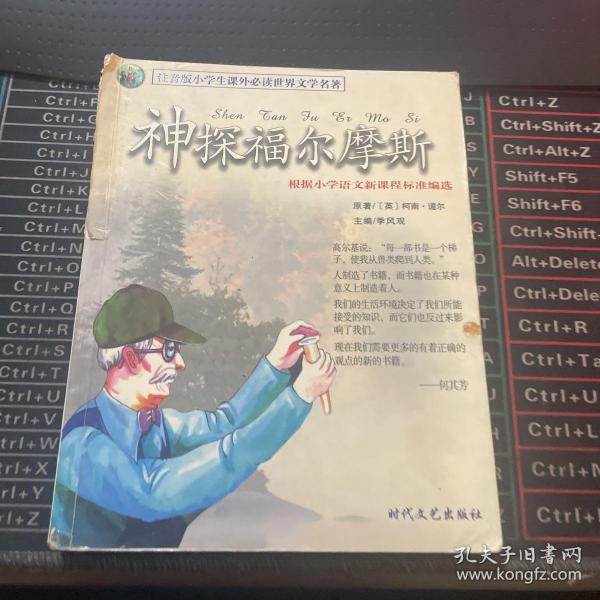 注音版小学生课外必读世界文学名著
Shen Tan Fu Er Mo Si
神探福尔摩斯
根据小学语文新课程标准编选
原著/〔英〕柯南·道尔
主编/季风观
高尔基说：“每一部书是一个梯
子，使我从兽类爬到人类。”
人制造了书籍，而书籍也在某种
意义上制造着人。
我们的生活环境决定了我们所能
接受的知识，而它们也反过来影
响了我们。
现在我们需要更多的有着正确的
观点的新的书籍。
——何其芳
时代文艺出版社
Ctrl+C
Ctrl+O
Ctrl+P
Ctrl+Q
Ctrl+R
Ctrl+S
Ctrl+T
Ctrl+U
Ctrl+V
Ctrl+W
Ctrl+X
Ctrl+Y
Ctrl+Z
Ctrl+Z
Ctrl+Shift+Z
Ctrl+Alt+Z
Shift+F5
Shift+F6
Ctrl+Shift+
Alt+Delete
Ctrl+Delete
Ctrl+R
Ctrl+Ta
Ctrl+U
Ctrl+L
Ctrl+M
Ctrl+
Ctrl+
孔夫子旧书网
www.kongfz.com